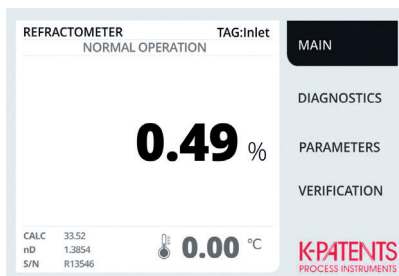 REFRACTOMETER TAG:Inlet
NORMAL OPERATION
0.49 %
CALC 33.52
nD 1.3854
S/N R13546
0.00 °C
MAIN
DIAGNOSTICS
PARAMETERS
VERIFICATION
K-PATENTS
PROCESS INSTRUMENTS